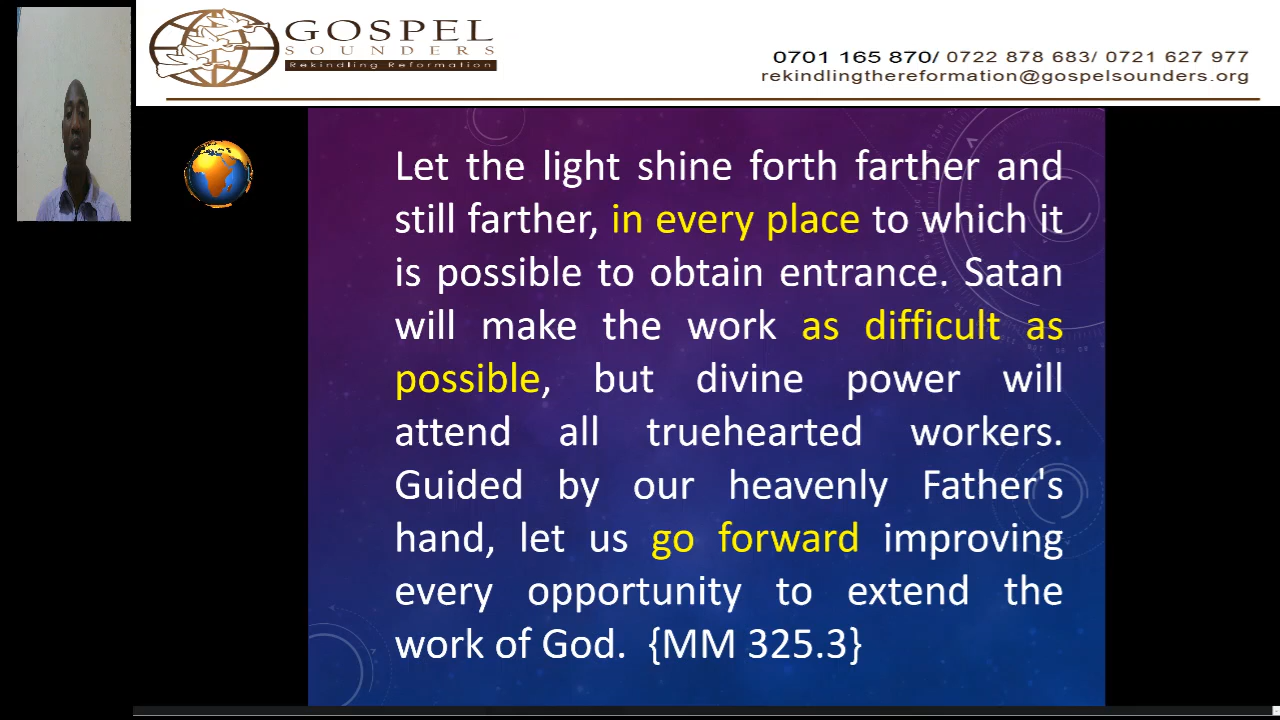 GOSPEL
SOUNDERS
Rekindling Reformation
0701 165 870/ 0722 878 683/ 0721 627 977
rekindlingthereformation@gospelsounders.org
Let the light shine forth farther and
still farther, in every place to which it
is possible to obtain entrance. Satan
will make the work as difficult as
possible, but divine power will
attend all truehearted workers.
Guided by our heavenly Father's
hand, let us go forward improving
every opportunity to extend the
work of God. {MM 325.3}